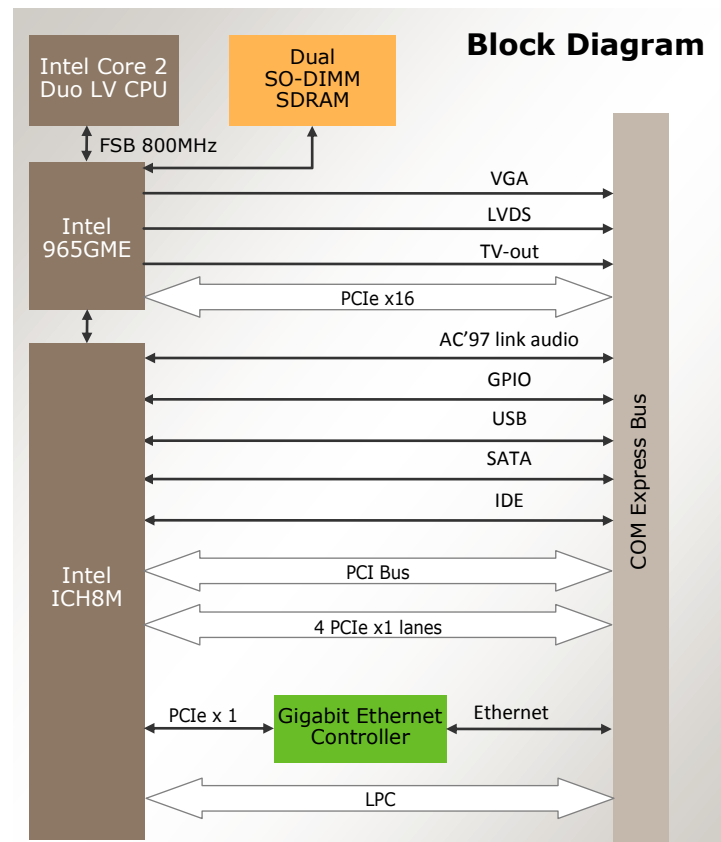 Block Diagram
Intel Core 2
Duo LV CPU
Dual
SO-DIMM
SDRAM
FSB 800MHz
Intel
965GME
VGA
LVDS
TV-out
PCIe x16
AC’97 link audio
GPIO
USB
SATA
IDE
COM Express Bus
Intel
ICH8M
PCI Bus
4 PCIe x1 lanes
PCIe x 1
Gigabit Ethernet
Controller
Ethernet
LPC